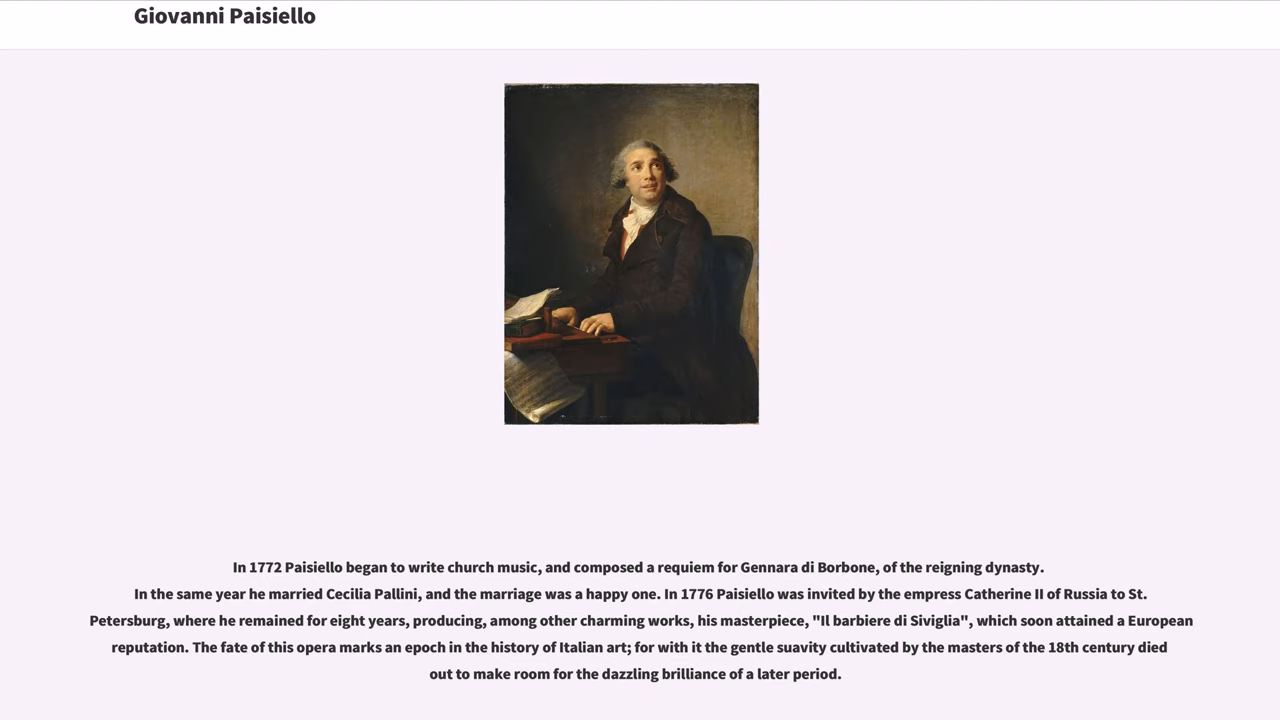 Giovanni Paisiello
In 1772 Paisiello began to write church music, and composed a requiem for Gennara di Borbone, of the reigning dynasty.
In the same year he married Cecilia Pallini, and the marriage was a happy one. In 1776 Paisiello was invited by the empress Catherine II of Russia to St.
Petersburg, where he remained for eight years, producing, among other charming works, his masterpiece, "Il barbiere di Siviglia", which soon attained a European
reputation. The fate of this opera marks an epoch in the history of Italian art; for with it the gentle suavity cultivated by the masters of the 18th century died
out to make room for the dazzling brilliance of a later period.